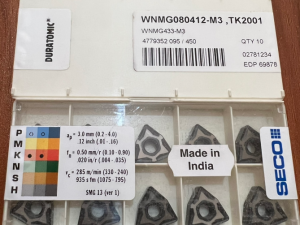 DURATOMIC®
WNMG080412-M3 ,TK2001
WNMG433-M3
4779352 095 / 450
QTY 10
02781234
EDP 69878
P
M
K
N
S
H
ap = 3.0 mm (0.2-4.0)
.12 inch (.01 - .16)
f = 0.50 mm/r (0.10 - 0.90)
.020 in/r (.004 - .035)
vc = 285 m/min (330 - 240)
935 s fm (1075 - 795)
SMG 13 (ver 1)
Made in
India
SECO